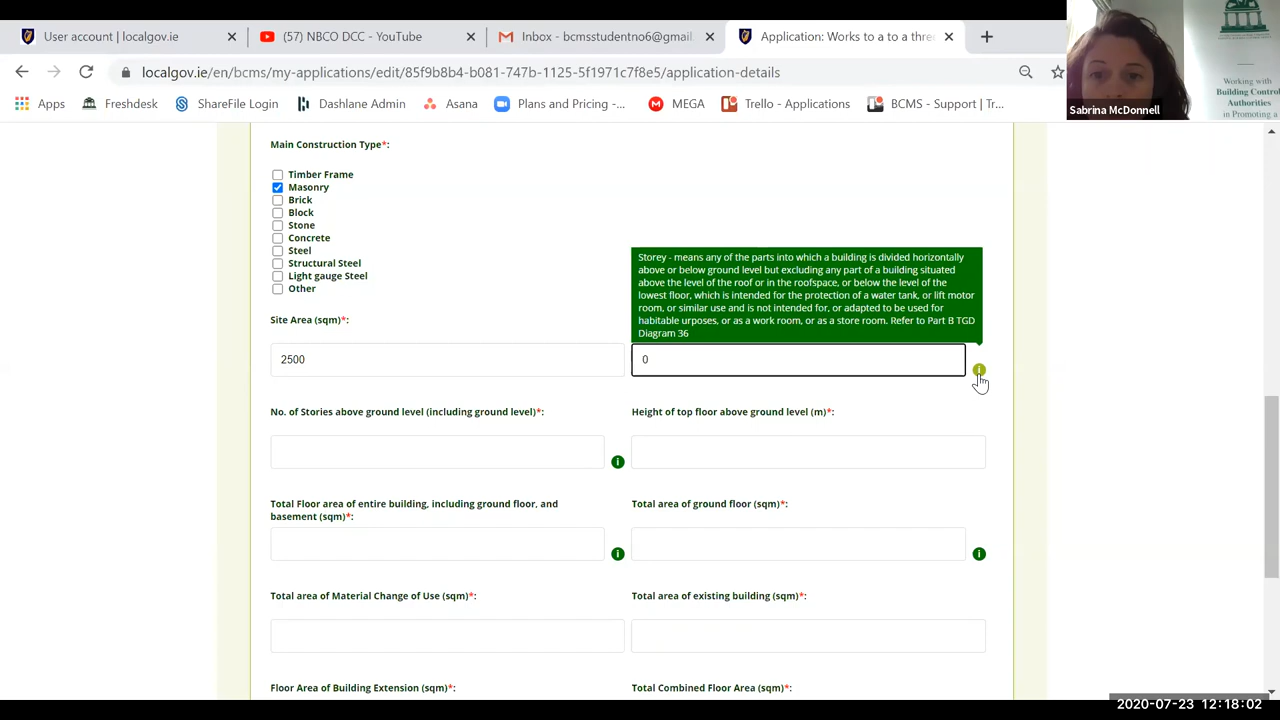 User account | localgov.ie
(57) NBCO DCC - YouTube
Inbox - bcmsstudentno6@gmail.
Application: Works to a to a thre
localgov.ie/en/bcms/my-applications/edit/85f9b8b4-b081-747b-1125-5f1971c7f8e5/application-details
Apps
Freshdesk
ShareFile Login
Dashlane Admin
Asana
Plans and Pricing -...
MEGA
Trello - Applications
BCMS - Support | Tr...
Working with
Building Control
Authorities
in Promoting a
Sabrina McDonnell
Main Construction Type*:
Timber Frame
Masonry
Brick
Block
Stone
Concrete
Steel
Structural Steel
Light gauge Steel
Other
Storey - means any of the parts into which a building is divided horizontally
above or below ground level but excluding any part of a building situated
above the level of the roof or in the roofspace, or below the level of the
lowest floor, which is intended for the protection of a water tank, or lift motor
room, or similar use and is not intended for, or adapted to be used for
habitable urposes, or as a work room, or as a store room. Refer to Part B TGD
Diagram 36
Site Area (sqm)*:
2500
0
No. of Stories above ground level (including ground level)*:
Height of top floor above ground level (m)*:
Total Floor area of entire building, including ground floor, and
basement (sqm)*:
Total area of ground floor (sqm)*:
Total area of Material Change of Use (sqm)*:
Total area of existing building (sqm)*:
Floor Area of Building Extension (sqm)*:
Total Combined Floor Area (sqm)*:
2020-07-23 12:18:02